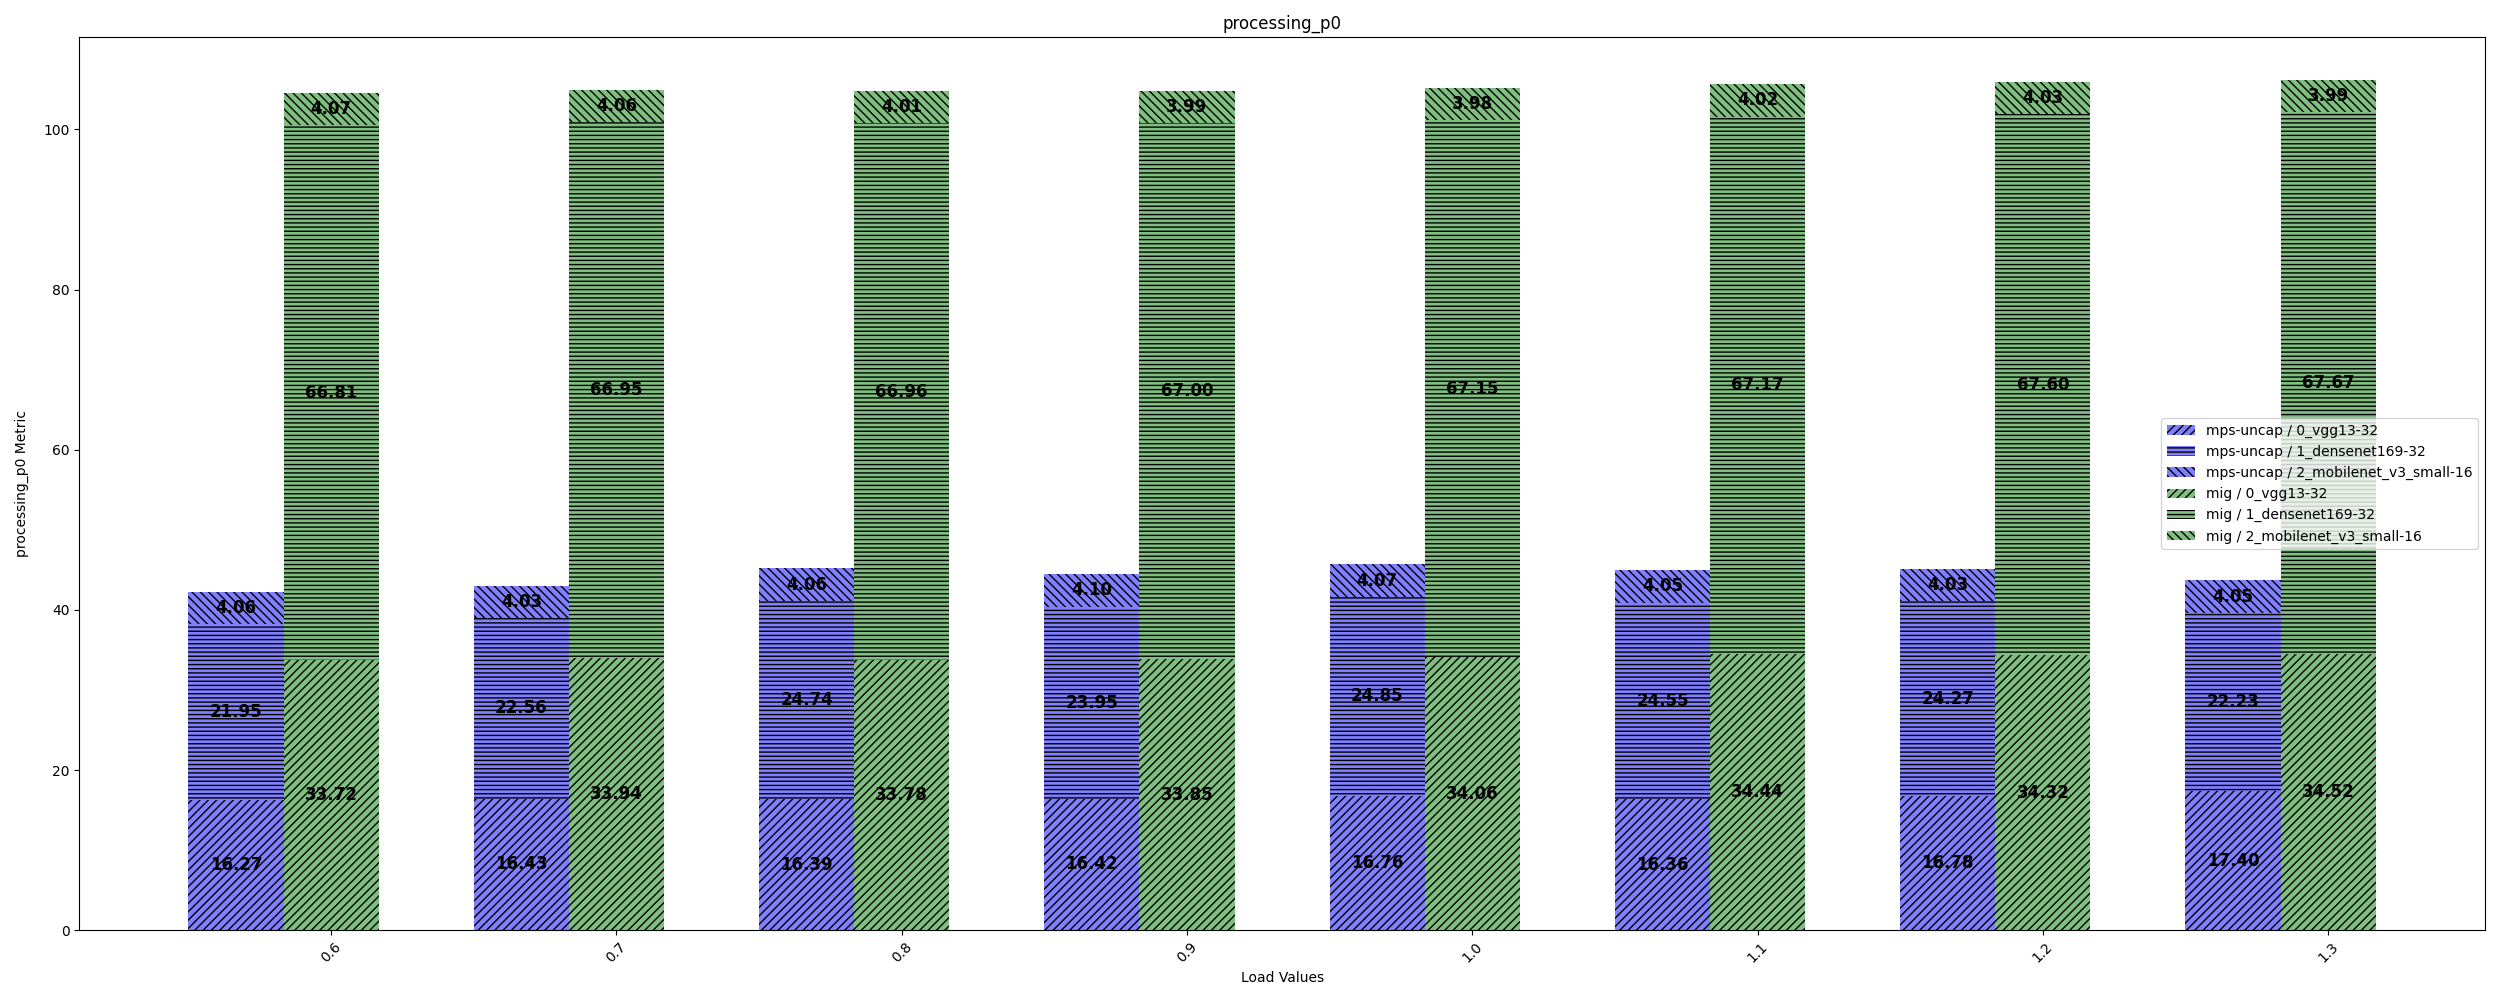 processing_p0
processing_p0 Metric
100
80
60
40
20
0
4.07 4.06 4.01 3.99 3.98 4.02 4.03 3.99
66.81 66.95 66.96 67.00 67.15 67.17 67.60 67.67
33.72 33.94 33.78 33.85 34.06 34.44 34.32 34.52
4.06 4.03 4.06 4.10 4.07 4.05 4.03 4.05
21.95 22.56 24.74 23.95 24.85 24.55 24.27 22.23
16.27 16.43 16.39 16.42 16.76 16.36 16.78 17.40
mps-uncap / 0_vgg13-32
mps-uncap / 1_densenet169-32
mps-uncap / 2_mobilenet_v3_small-16
mig / 0_vgg13-32
mig / 1_densenet169-32
mig / 2_mobilenet_v3_small-16
0.6 0.7 0.8 0.9 1.0 1.1 1.2 1.3
Load Values